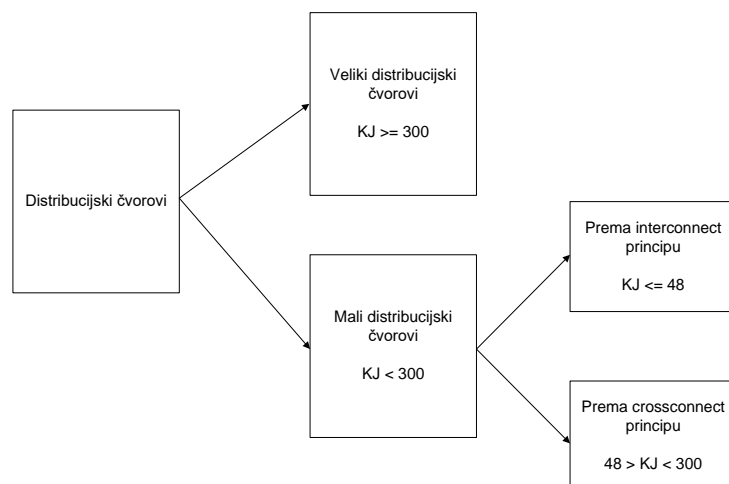 Veliki distribucijski
čvorovi
KJ >= 300
Distribucijski čvorovi
Mali distribucijski
čvorovi
KJ < 300
Prema interconnect
principu
KJ <= 48
Prema crossconnect
principu
48 > KJ < 300